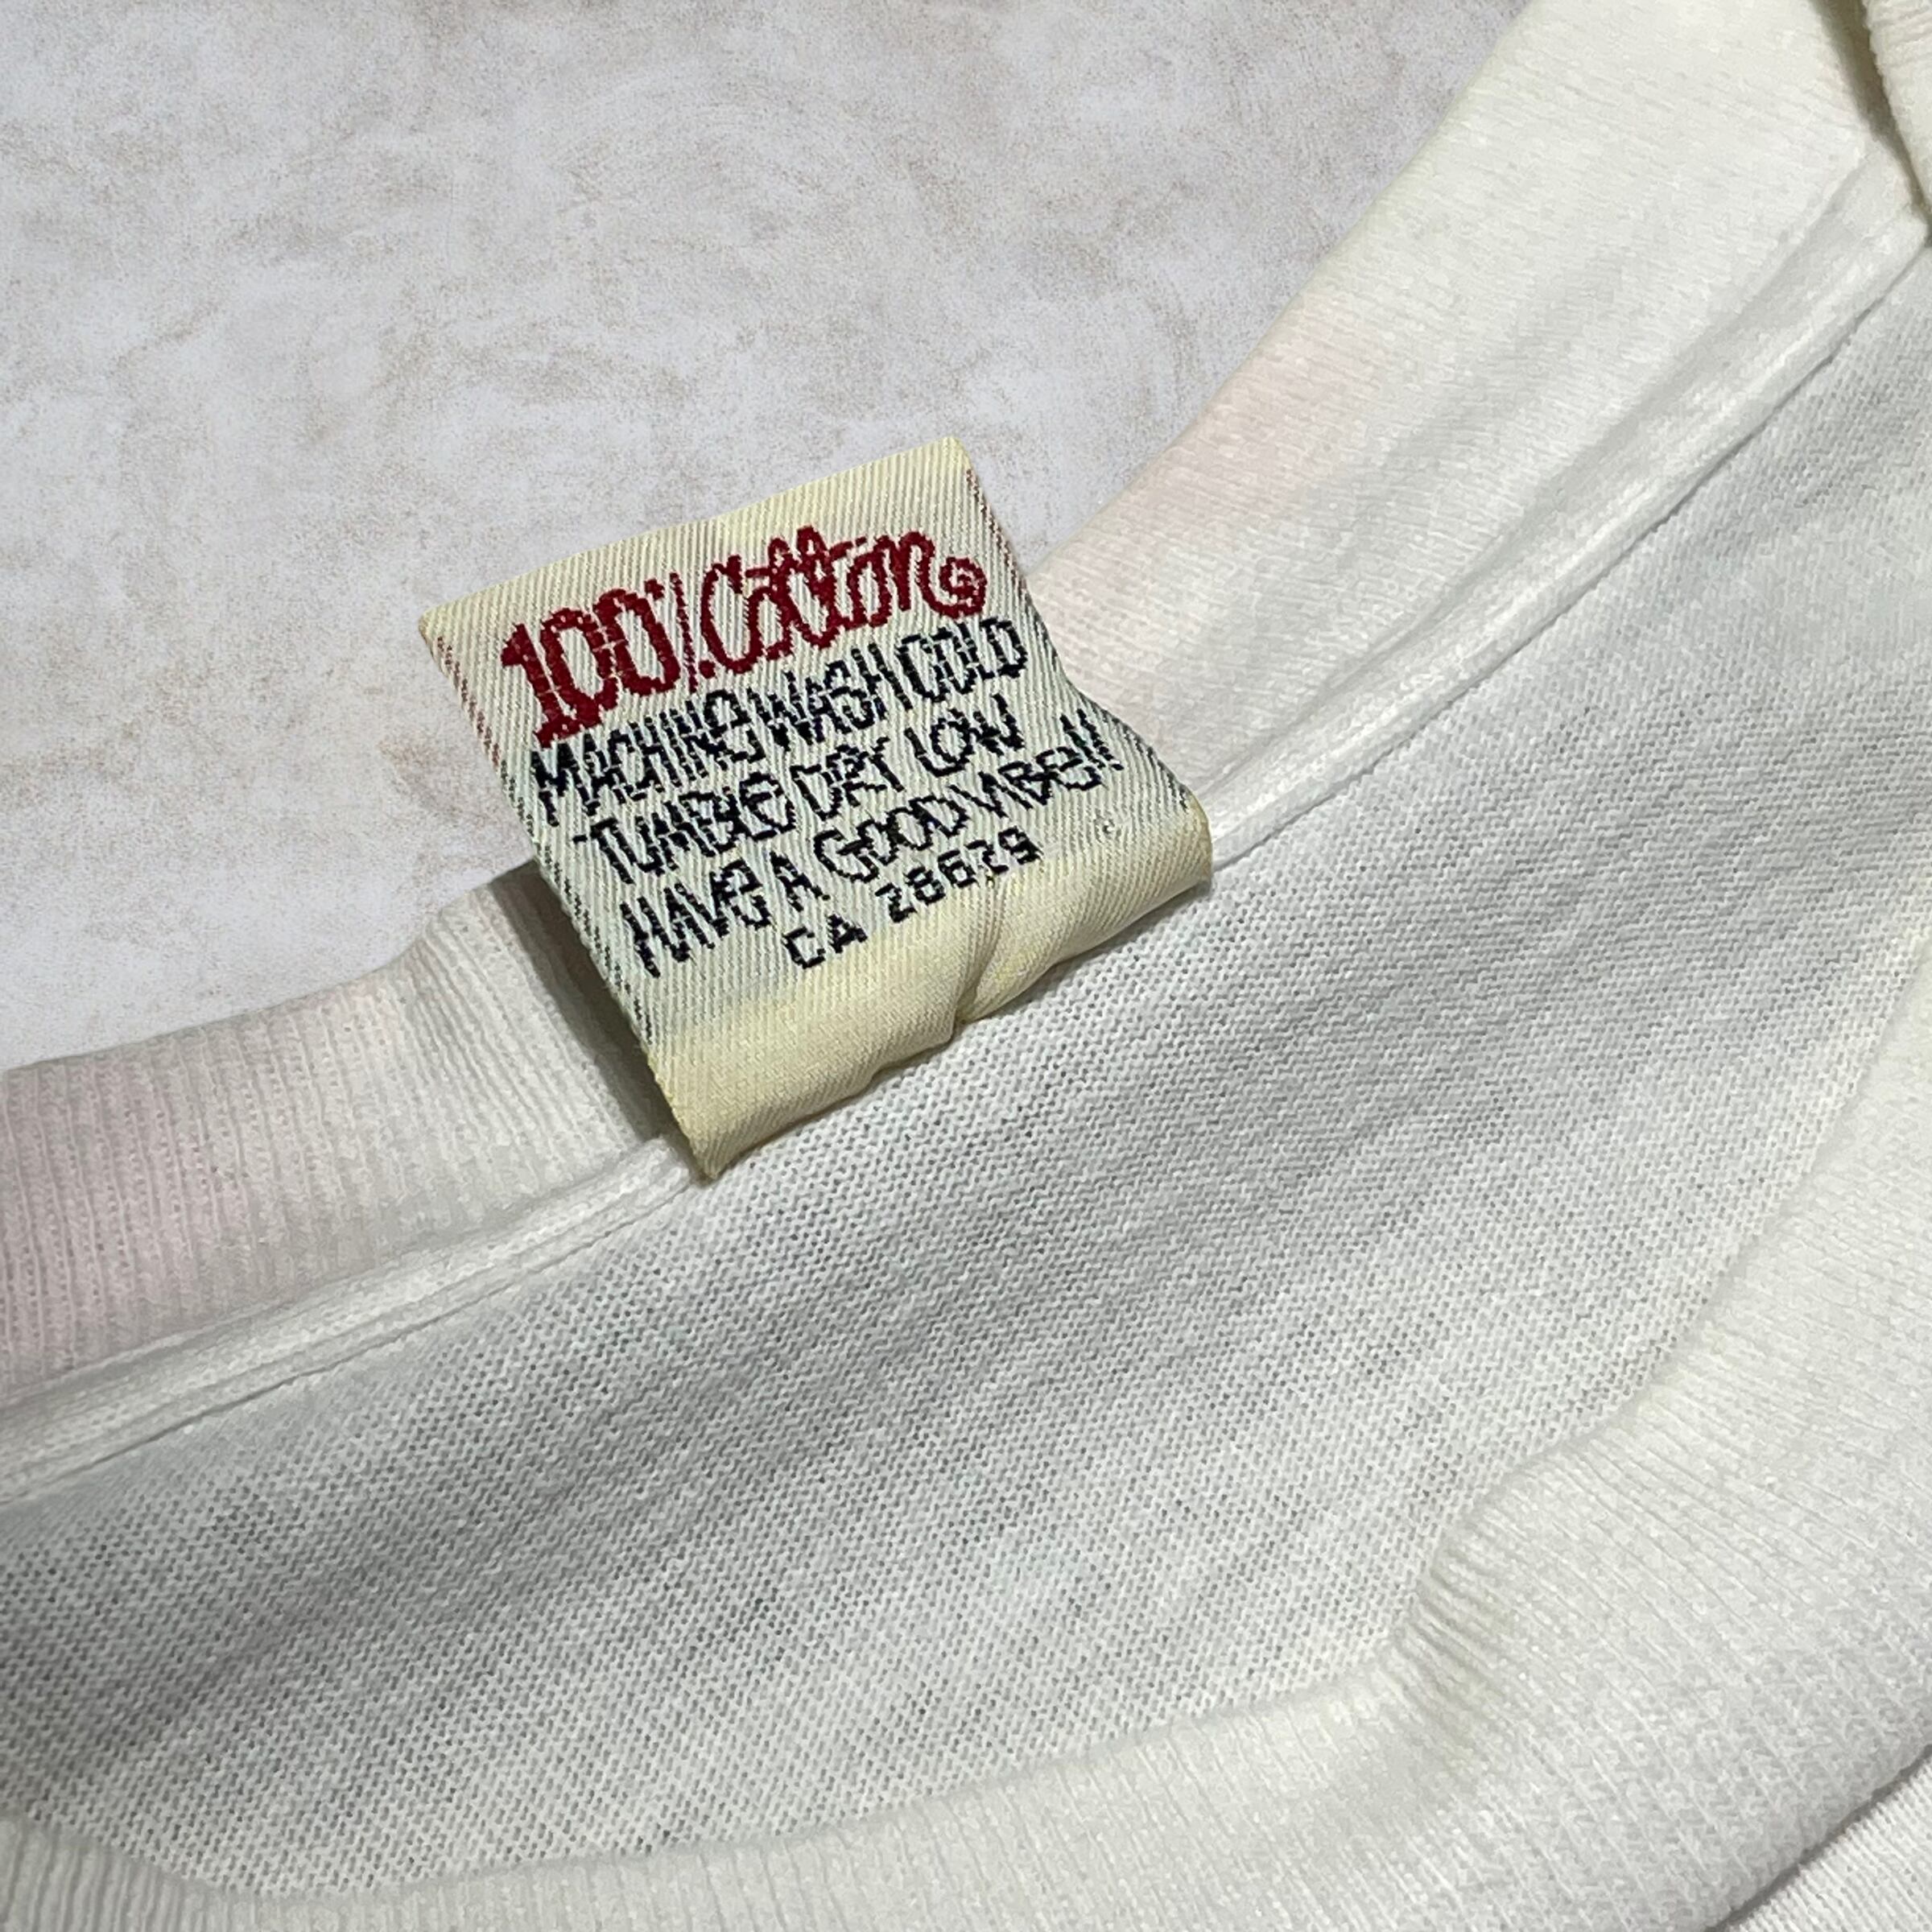 100% Cotton
MACHINE WASH COLD
TUMBLE DRY LOW
HAVE A GOOD VIBE!!
CA 28629